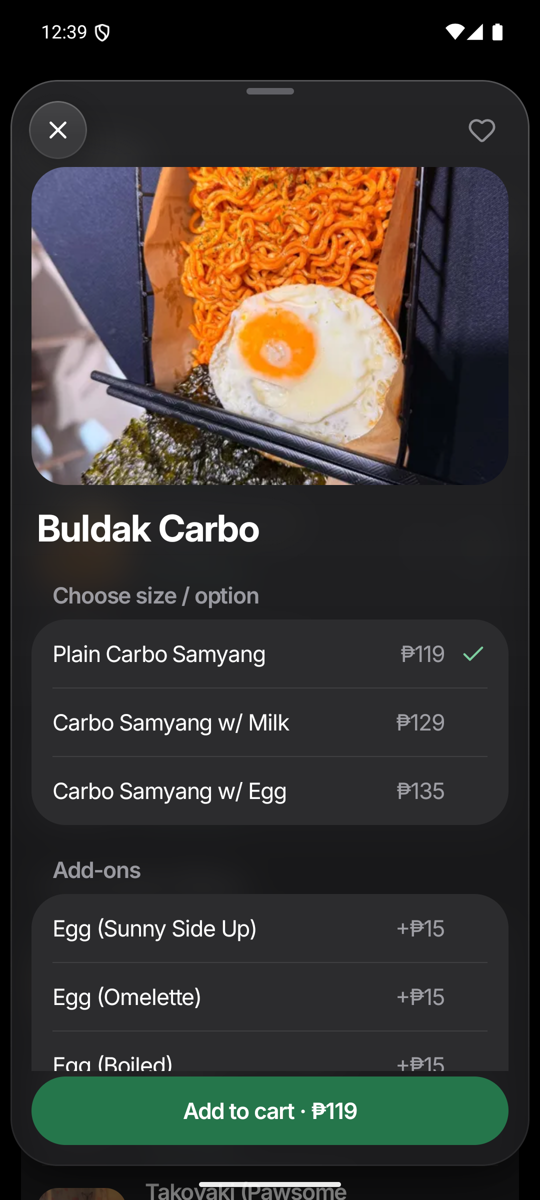 12:39
Buldak Carbo
Choose size / option
Plain Carbo Samyang ₱119
Carbo Samyang w/ Milk ₱129
Carbo Samyang w/ Egg ₱135
Add-ons
Egg (Sunny Side Up) +₱15
Egg (Omelette) +₱15
Egg (Boiled) +₱15
Add to cart · ₱119
Takoyaki (Pawsome